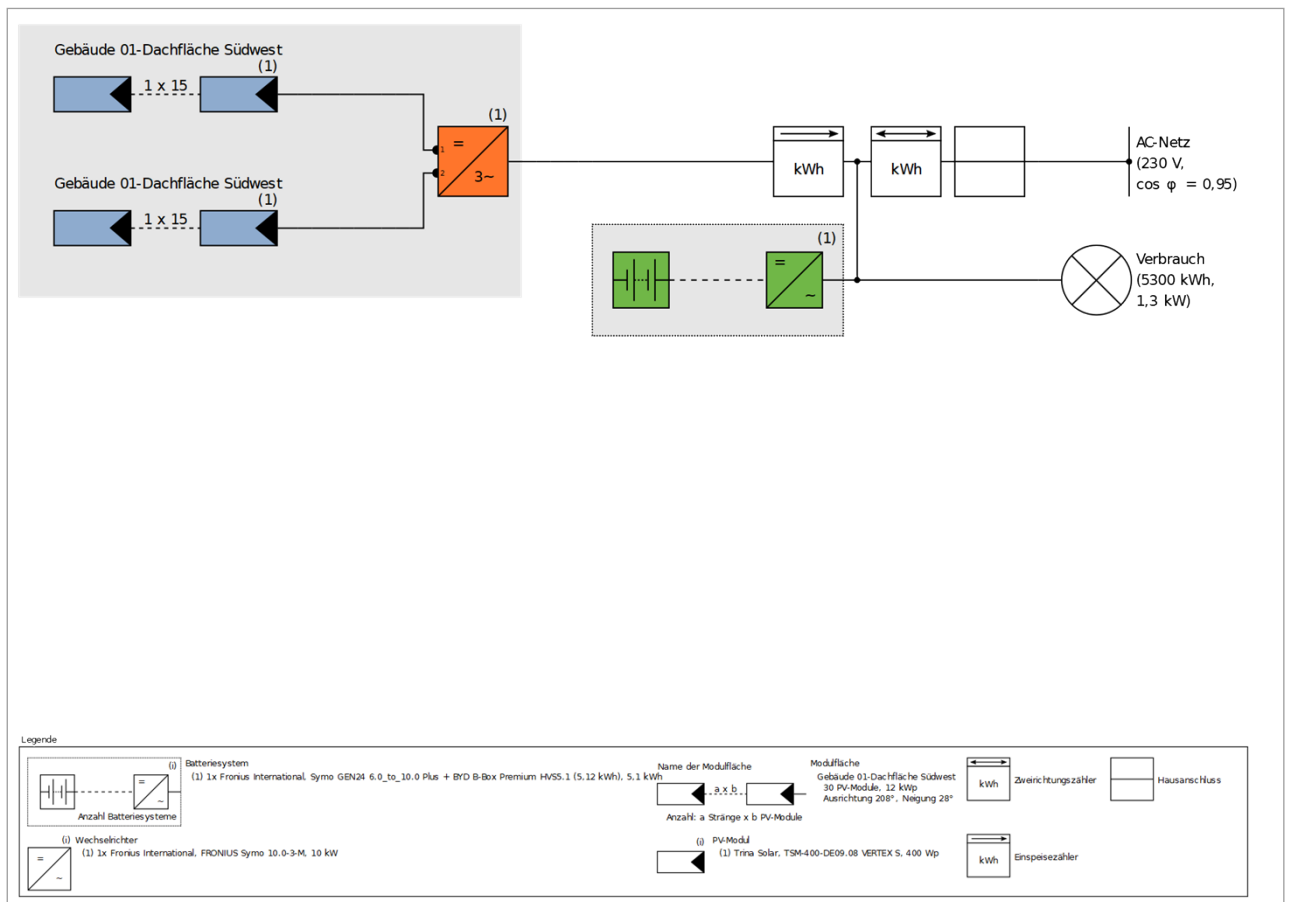 Gebäude 01-Dachfläche Südwest
(1)
1 x 15
(1)
1
=
2
3~
Gebäude 01-Dachfläche Südwest
(1)
1 x 15
kWh
kWh
AC-Netz
(230 V,
cos φ = 0,95)
(1)
=
~
Verbrauch
(5300 kWh,
1,3 kW)
Legende
(i)
=
~
Anzahl Batteriesysteme
Batteriesystem
(1) 1x Fronius International, Symo GEN24 6.0_to_10.0 Plus + BYD B-Box Premium HVS5.1 (5,12 kWh), 5,1 kWh
(i) Wechselrichter
=
~
(1) 1x Fronius International, FRONIUS Symo 10.0-3-M, 10 kW
Name der Modulfläche
a x b
Anzahl: a Stränge x b PV-Module
Modulfläche
Gebäude 01-Dachfläche Südwest
30 PV-Module, 12 kWp
Ausrichtung 208°, Neigung 28°
(i) PV-Modul
(1) Trina Solar, TSM-400-DE09.08 VERTEX S, 400 Wp
kWh
Zweirichtungszähler
Hausanschluss
kWh
Einspeisezähler